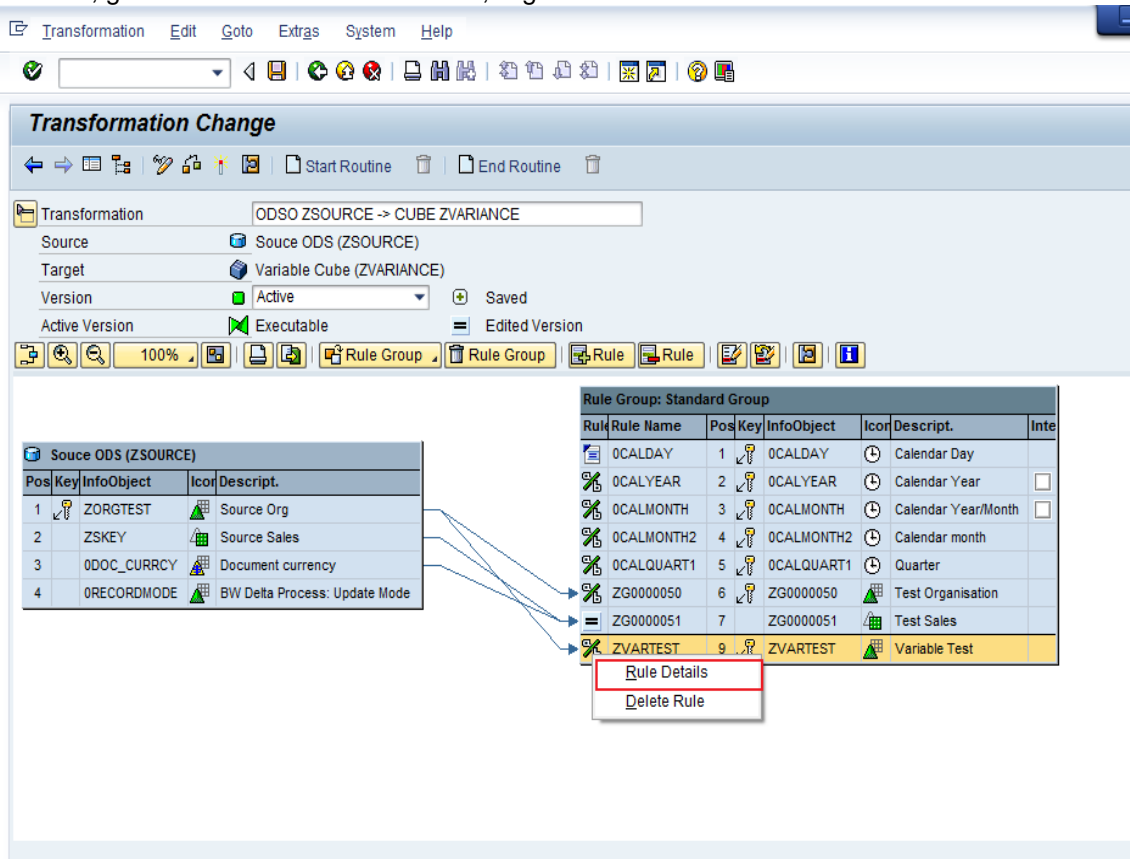 Transformation Edit Goto Extras System Help
Transformation Change
Start Routine End Routine
Transformation ODSO ZSOURCE -> CUBE ZVARIANCE
Source Souce ODS (ZSOURCE)
Target Variable Cube (ZVARIANCE)
Version Active Saved
Active Version Executable = Edited Version
100% Rule Group Rule Group Rule Rule
Rule Group: Standard Group
Rule Rule Name Pos Key InfoObject Icon Descript. Inte
0CALDAY 1 0CALDAY Calendar Day
Souce ODS (ZSOURCE)
0CALYEAR 2 0CALYEAR Calendar Year
Pos Key InfoObject Icon Descript.
1 ZORGTEST Source Org
0CALMONTH 3 0CALMONTH Calendar Year/Month
2 ZSKEY Source Sales
0CALMONTH2 4 0CALMONTH2 Calendar month
3 0DOC_CURRCY Document currency
0CALQUART1 5 0CALQUART1 Quarter
4 0RECORDMODE BW Delta Process: Update Mode
ZG0000050 6 ZG0000050 Test Organisation
= ZG0000051 7 ZG0000051 Test Sales
ZVARTEST 9 ZVARTEST Variable Test
Rule Details
Delete Rule